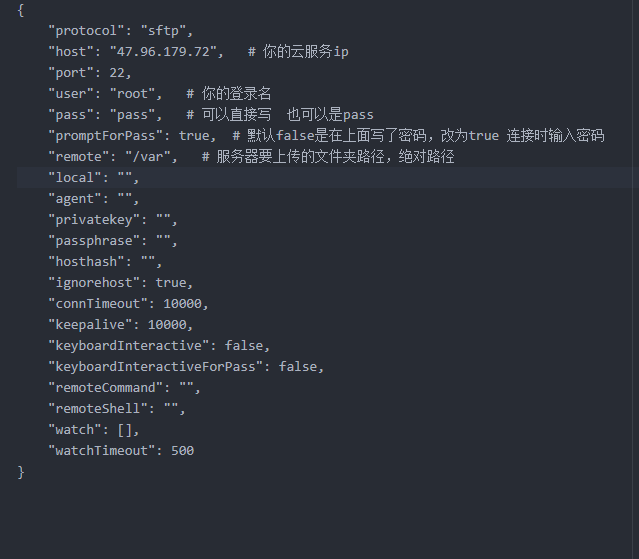 {
    "protocol": "sftp",
    "host": "47.96.179.72",   # 你的云服务ip
    "port": 22,
    "user": "root",   # 你的登录名
    "pass": "pass",   # 可以直接写  也可以是pass
    "promptForPass": true,  # 默认false是在上面写了密码，改为true 连接时输入密码
    "remote": "/var",   # 服务器要上传的文件夹路径，绝对路径
    "local": "",
    "agent": "",
    "privatekey": "",
    "passphrase": "",
    "hosthash": "",
    "ignorehost": true,
    "connTimeout": 10000,
    "keepalive": 10000,
    "keyboardInteractive": false,
    "keyboardInteractiveForPass": false,
    "remoteCommand": "",
    "remoteShell": "",
    "watch": [],
    "watchTimeout": 500
}